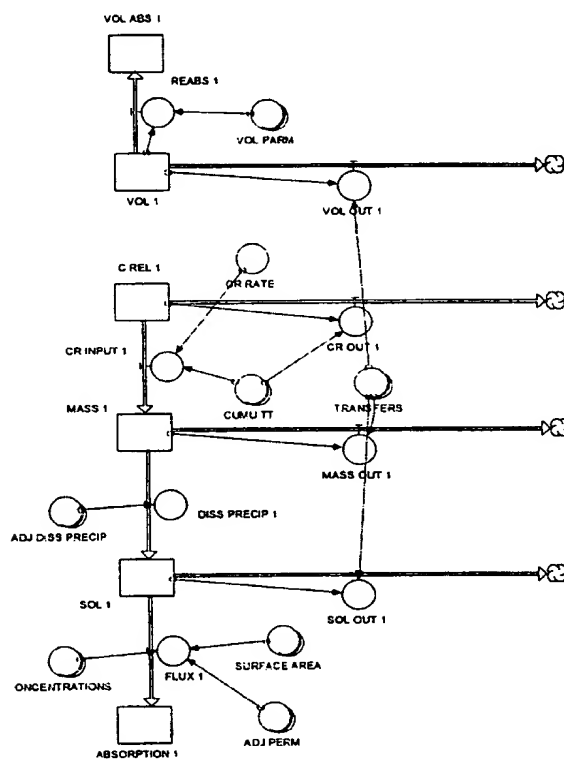 VOL ABS 1
REABS 1
VOL PARM
VOL 1
VOL OUT 1
C REL 1
CR RATE
CR INPUT 1
CR OUT 1
CUMU TT
TRANSFERS
MASS 1
MASS OUT 1
ADJ DISS PRECIP
DISS PRECIP 1
SOL 1
SOL OUT 1
SURFACE AREA
ONCENTRATIONS
FLUX 1
ADJ PERM
ABSORPTION 1